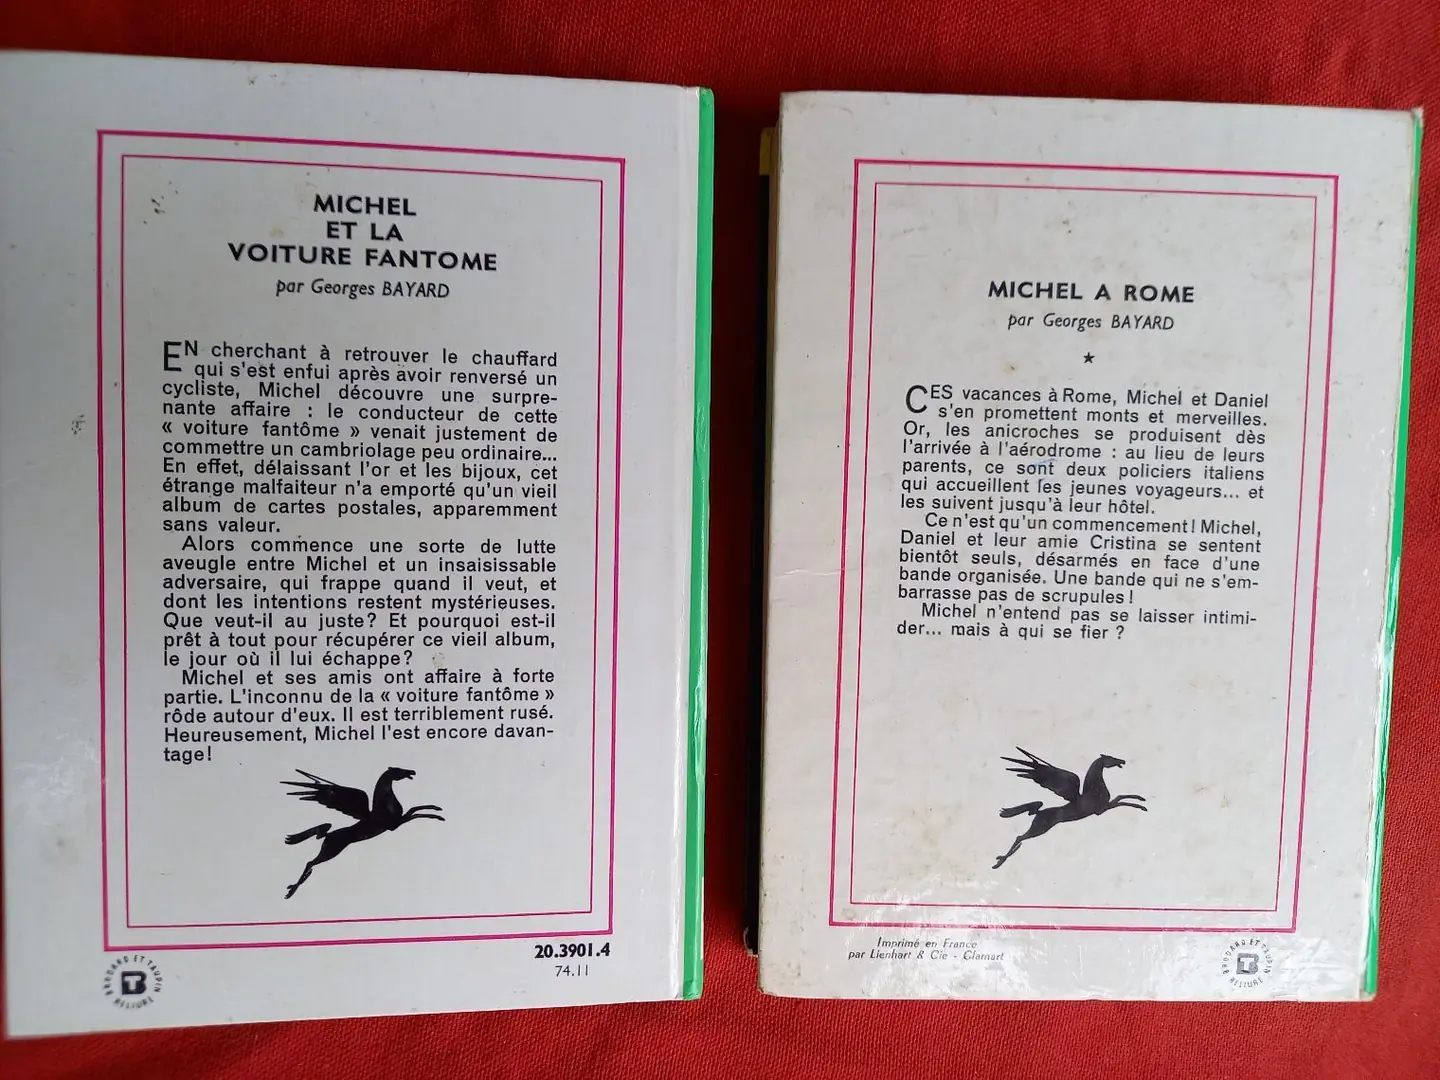 MICHEL
ET LA
VOITURE FANTOME
par Georges BAYARD
EN cherchant à retrouver le chauffard
qui s'est enfui après avoir renversé un
cycliste, Michel découvre une surpre-
nante affaire : le conducteur de cette
« voiture fantôme » venait justement de
commettre un cambriolage peu ordinaire...
En effet, délaissant l'or et les bijoux, cet
étrange malfaiteur n'a emporté qu'un vieil
album de cartes postales, apparemment
sans valeur.
Alors commence une sorte de lutte
aveugle entre Michel et un insaisissable
adversaire, qui frappe quand il veut, et
dont les intentions restent mystérieuses.
Que veut-il au juste? Et pourquoi est-il
prêt à tout pour récupérer ce vieil album,
le jour où il lui échappe?
Michel et ses amis ont affaire à forte
partie. L'inconnu de la « voiture fantôme »
rôde autour d'eux. Il est terriblement rusé.
Heureusement, Michel l'est encore davan-
tage!
20.3901.4
74.11
BRODARD ET TAUPIN
BT
RELIURE
MICHEL A ROME
par Georges BAYARD
★
CES vacances à Rome, Michel et Daniel
s'en promettent monts et merveilles.
Or, les anicroches se produisent dès
l'arrivée à l'aérodrome : au lieu de leurs
parents, ce sont deux policiers italiens
qui accueillent les jeunes voyageurs... et
les suivent jusqu'à leur hôtel.
Ce n'est qu'un commencement! Michel,
Daniel et leur amie Cristina se sentent
bientôt seuls, désarmés en face d'une
bande organisée. Une bande qui ne s'em-
barrasse pas de scrupules!
Michel n'entend pas se laisser intimi-
der... mais à qui se fier ?
Imprimé en France
par Lienhart & Cie - Clamart
BRODARD ET TAUPIN
BT
RELIURE